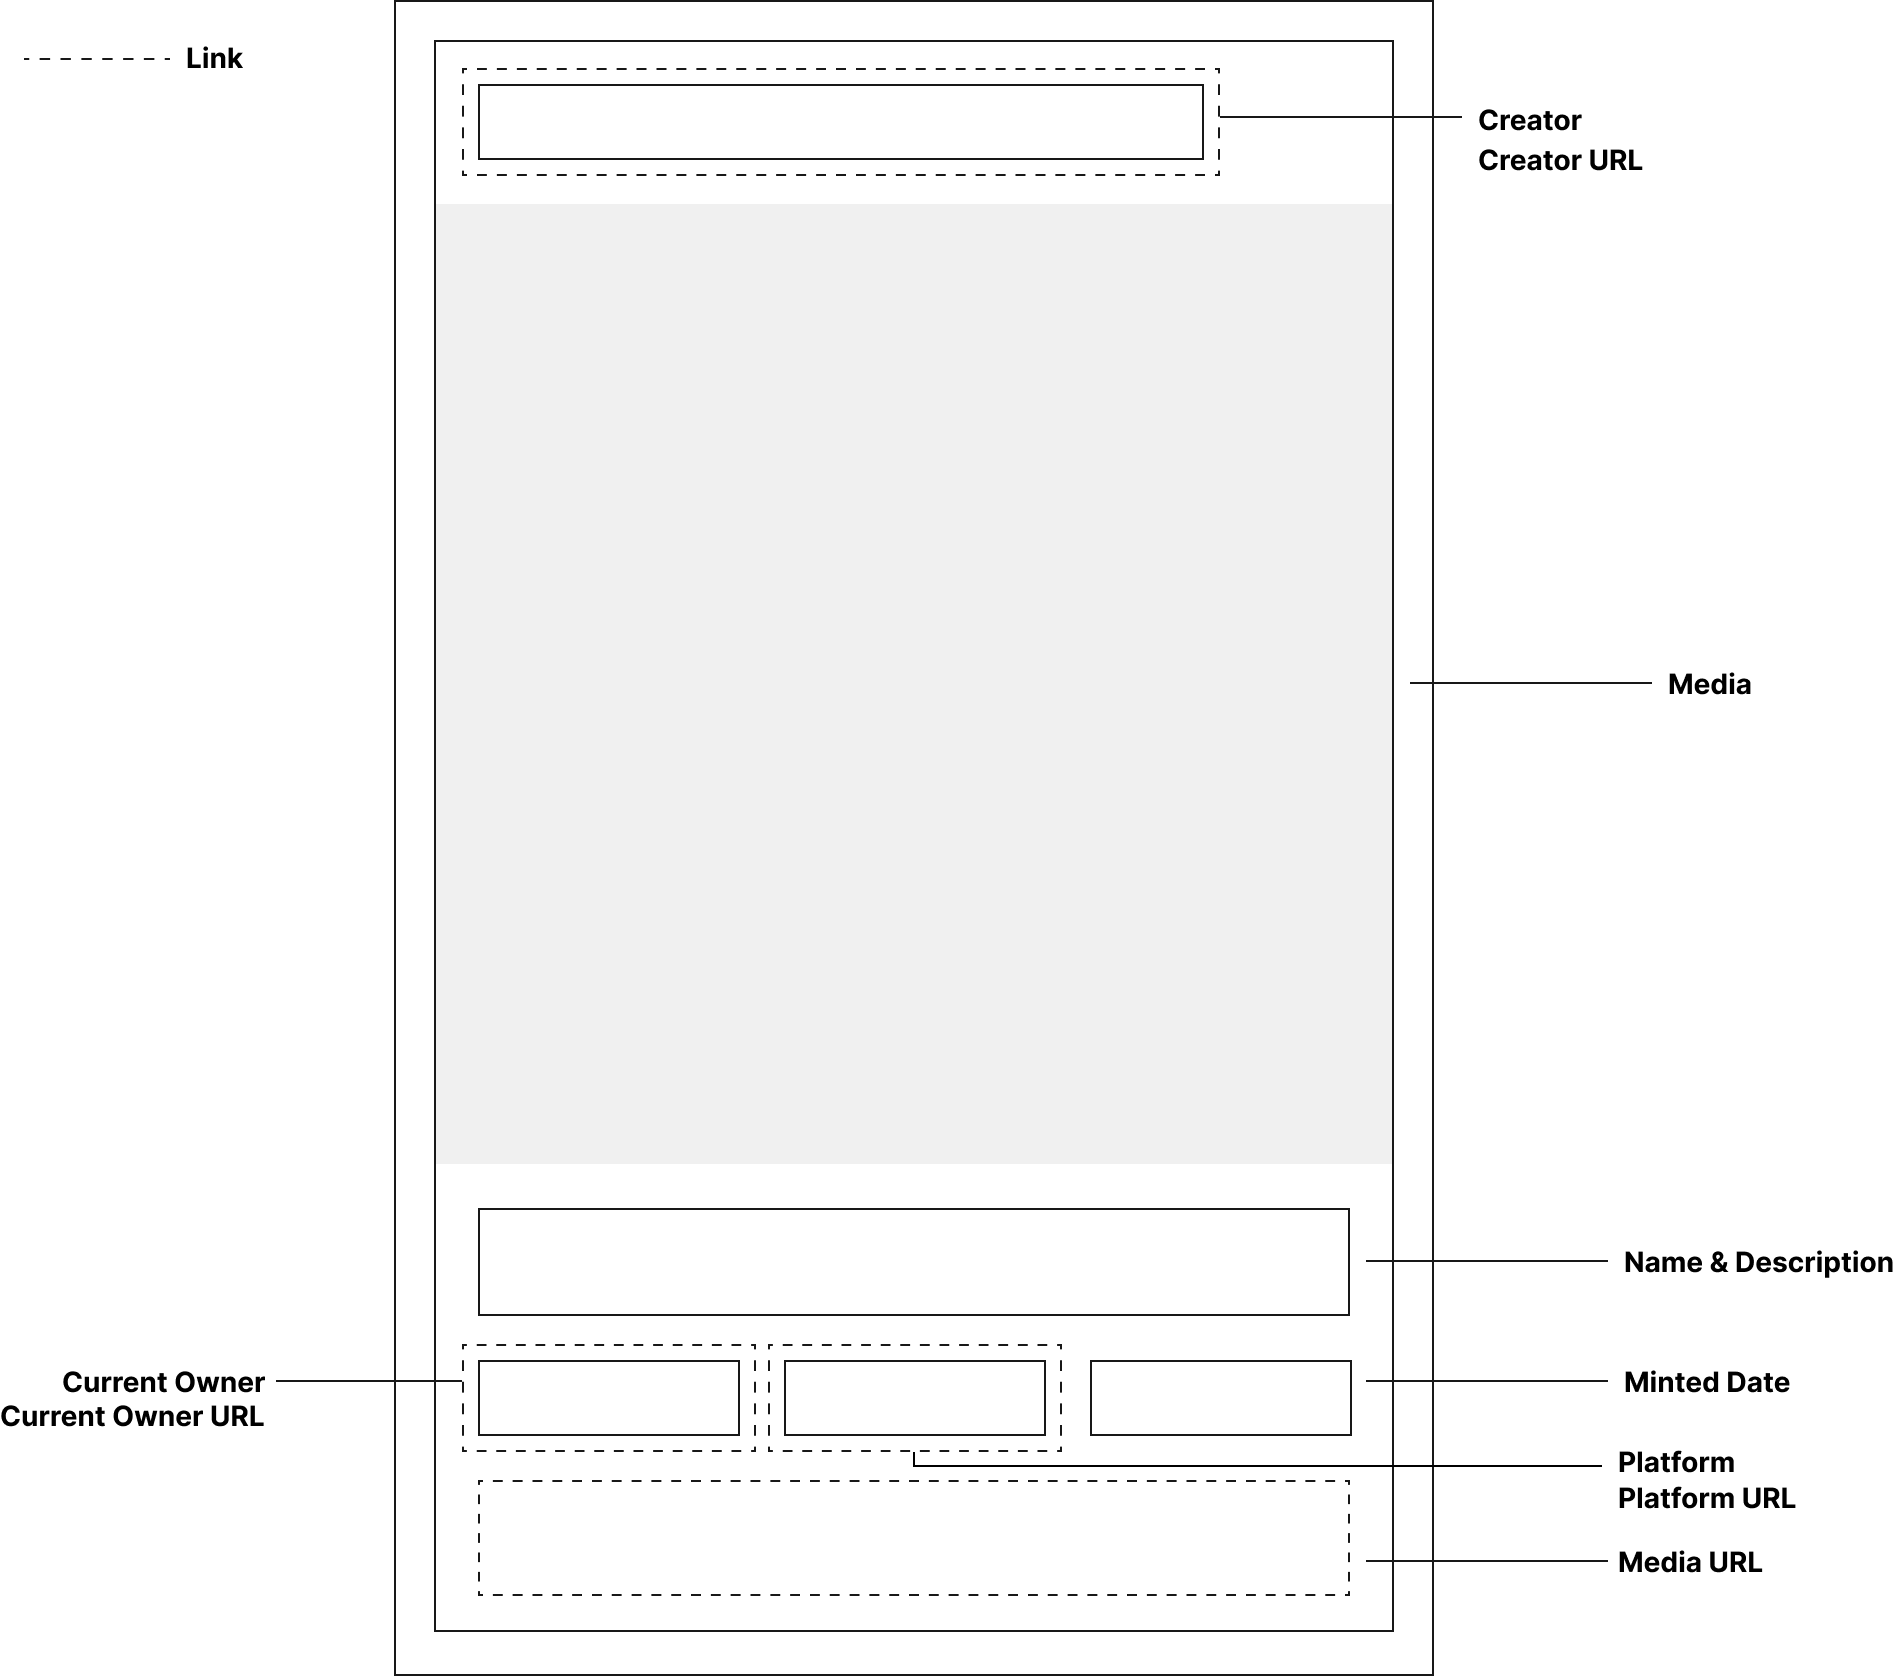 Link
Creator
Creator URL
Media
Name & Description
Current Owner
Current Owner URL
Minted Date
Platform
Platform URL
Media URL